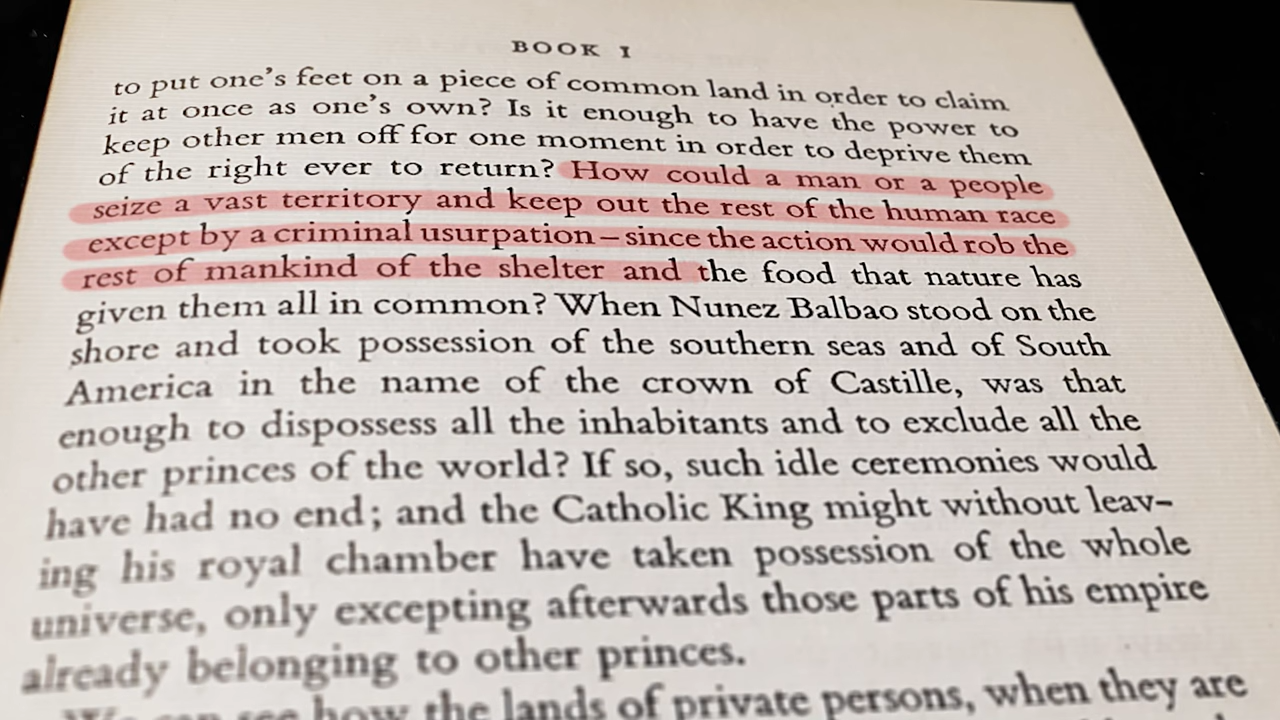 BOOK I
to put one's feet on a piece of common land in order to claim
it at once as one's own? Is it enough to have the power to
keep other men off for one moment in order to deprive them
of the right ever to return? How could a man or a people
seize a vast territory and keep out the rest of the human race
except by a criminal usurpation – since the action would rob the
rest of mankind of the shelter and the food that nature has
given them all in common? When Nunez Balbao stood on the
shore and took possession of the southern seas and of South
America in the name of the crown of Castille, was that
enough to dispossess all the inhabitants and to exclude all the
other princes of the world? If so, such idle ceremonies would
have had no end; and the Catholic King might without leav-
ing his royal chamber have taken possession of the whole
universe, only excepting afterwards those parts of his empire
already belonging to other princes.
We can see how the lands of private persons, when they are